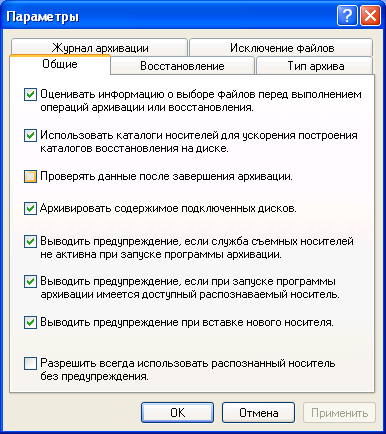 Параметры
Журнал архивации
Исключение файлов
Общие
Восстановление
Тип архива
Оценивать информацию о выборе файлов перед выполнением
операций архивации или восстановления.
Использовать каталоги носителей для ускорения построения
каталогов восстановления на диске.
Проверять данные после завершения архивации.
Архивировать содержимое подключенных дисков.
Выводить предупреждение, если служба съемных носителей
не активна при запуске программы архивации.
Выводить предупреждение, если при запуске программы
архивации имеется доступный распознаваемый носитель.
Выводить предупреждение при вставке нового носителя.
Разрешить всегда использовать распознанный носитель
без предупреждения.
OK
Отмена
Применить